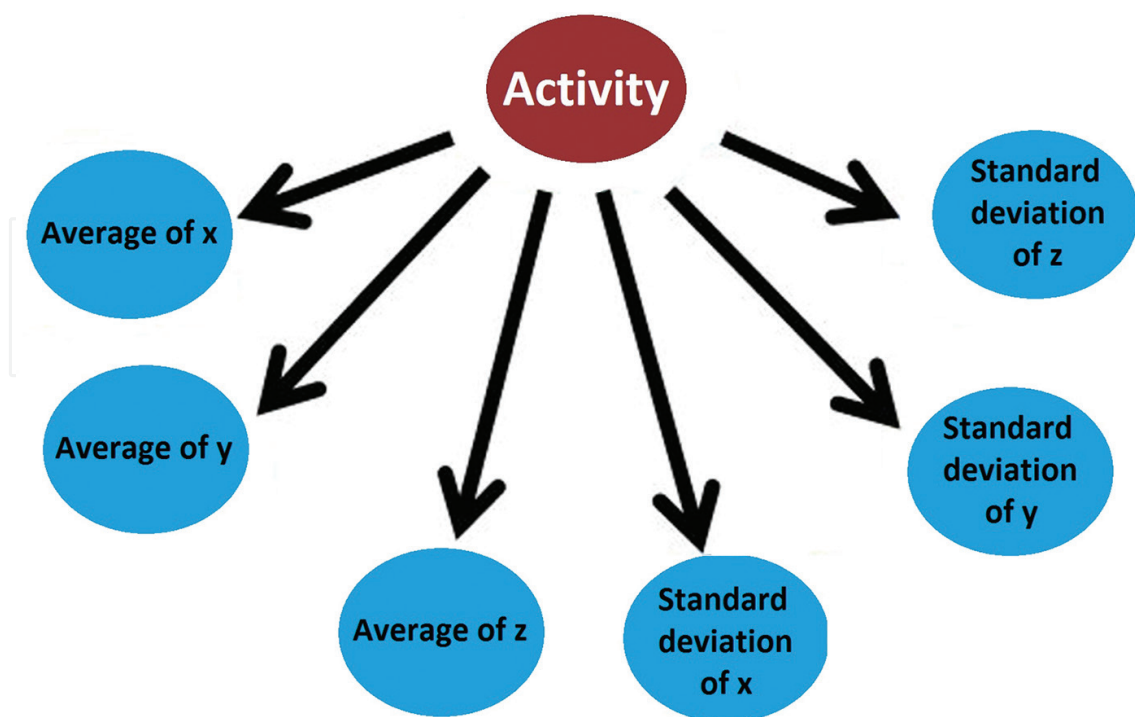 Activity
Average of x
Average of y
Average of z
Standard
deviation
of x
Standard
deviation
of y
Standard
deviation
of z